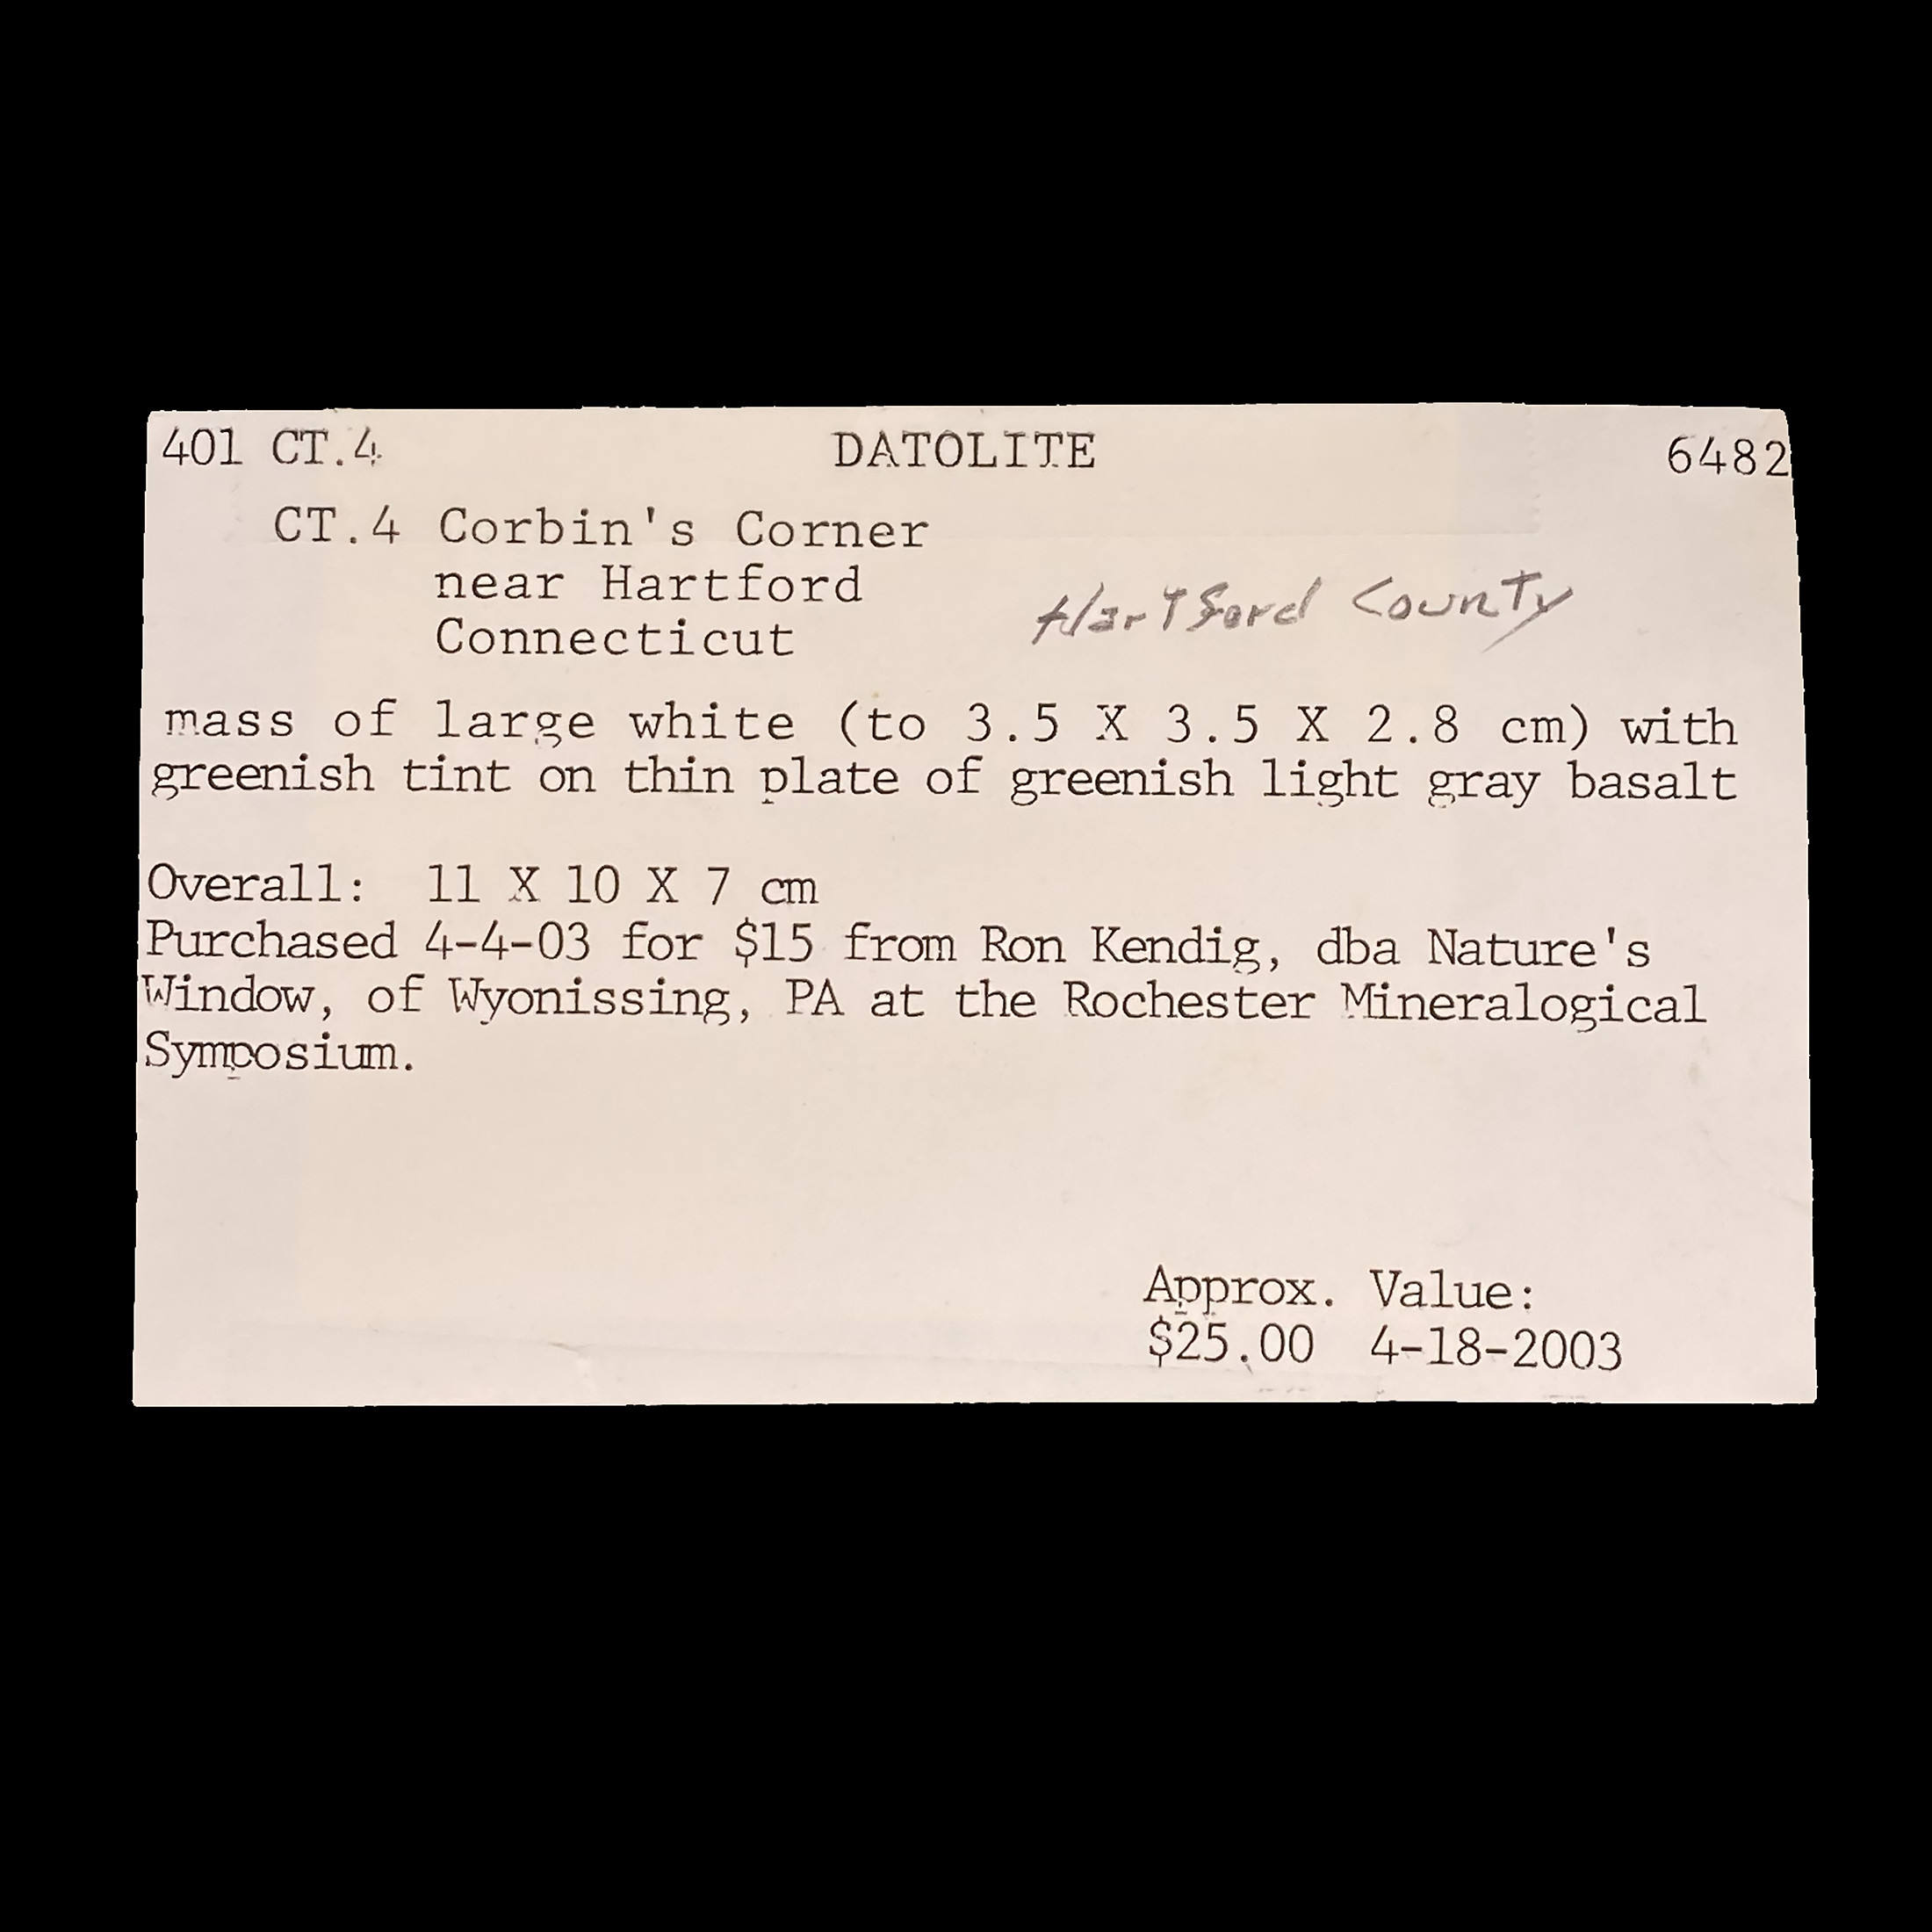 401 CT.4 DATOLITE 6482
CT.4 Corbin's Corner
near Hartford
Connecticut
Hartford County
mass of large white (to 3.5 X 3.5 X 2.8 cm) with
greenish tint on thin plate of greenish light gray basalt
Overall: 11 X 10 X 7 cm
Purchased 4-4-03 for $15 from Ron Kendig, dba Nature's
Window, of Wyonissing, PA at the Rochester Mineralogical
Symposium.
Approx. Value:
$25.00 4-18-2003